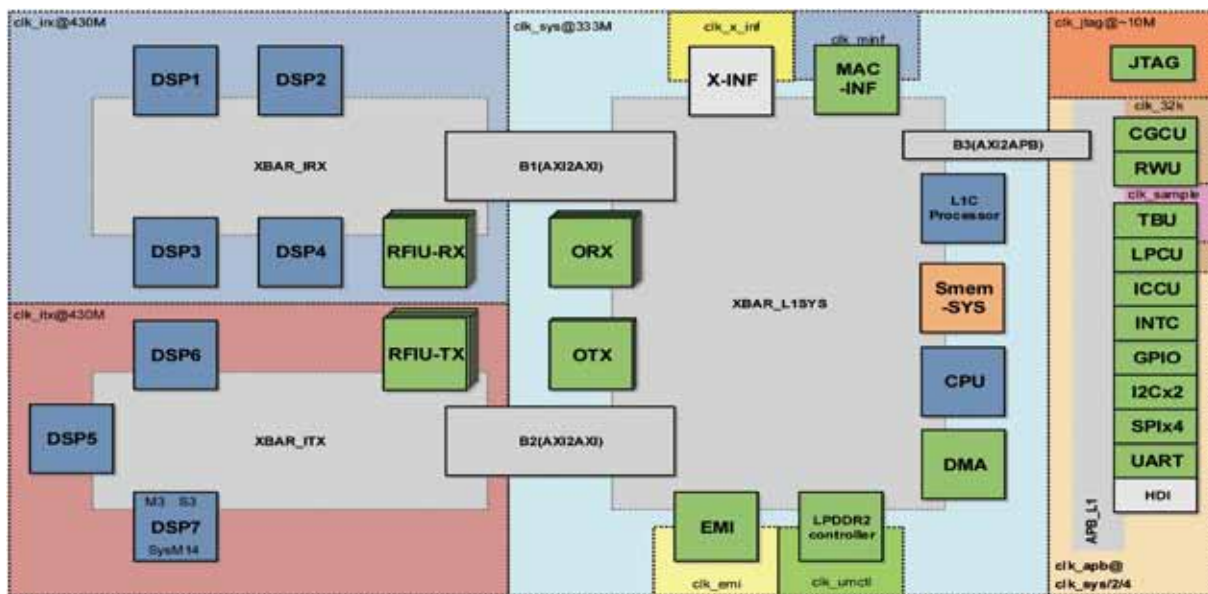 clk_irx@430M
DSP1
DSP2
XBAR_IRX
DSP3
DSP4
RFIU-RX
clk_itx@430M
DSP6
RFIU-TX
DSP5
XBAR_ITX
M3 S3
DSP7
SysM14
clk_sys@333M
clk_x_inf
clk_minf
X-INF
MAC
-INF
B1(AXI2AXI)
B3(AXI2APB)
ORX
OTX
XBAR_L1SYS
L1C
Processor
Smem
-SYS
CPU
DMA
B2(AXI2AXI)
EMI
LPDDR2
controller
clk_emi
clk_umctl
clk_jtag@~10M
JTAG
clk_32k
CGCU
RWU
clk_sample
TBU
LPCU
ICCU
INTC
GPIO
I2Cx2
SPIx4
UART
HDI
APB_L1
clk_apb@
clk_sys/2/4